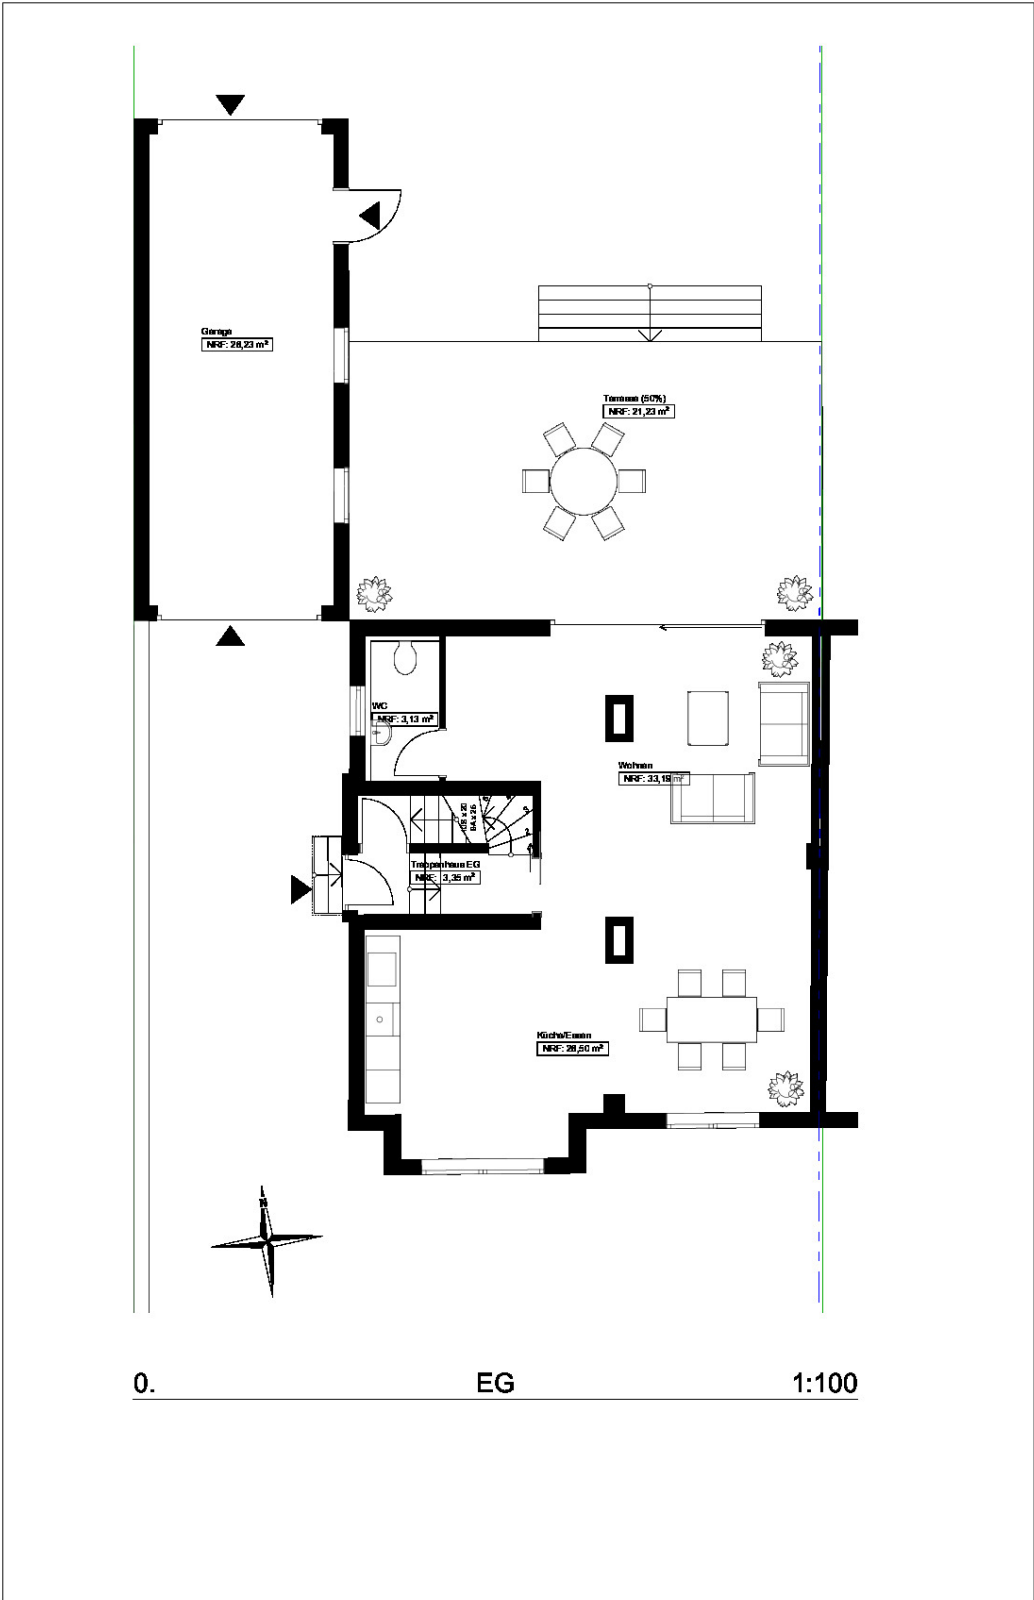 Garage
NRF: 28,23 m²
Terrasse (50%)
NRF: 21,23 m²
WC
NRF: 3,13 m²
Wohnen
NRF: 33,19 m²
Treppenhaus EG
NRF: 3,35 m²
Küche/Essen
NRF: 28,50 m²
N
0. EG 1:100